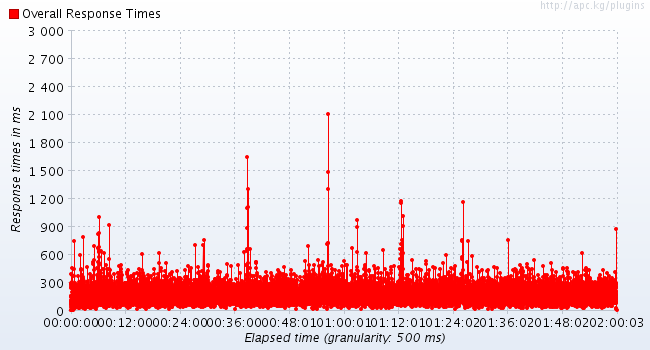 http://apc.kg/plugins
Overall Response Times
3 000
2 700
2 400
2 100
1 800
1 500
1 200
900
600
300
0
Response times in ms
00:00:00 00:12:00 00:24:00 00:36:00 00:48:00 01:00:00 01:12:00 01:24:00 01:36:00 01:48:00 02:00:03
Elapsed time (granularity: 500 ms)